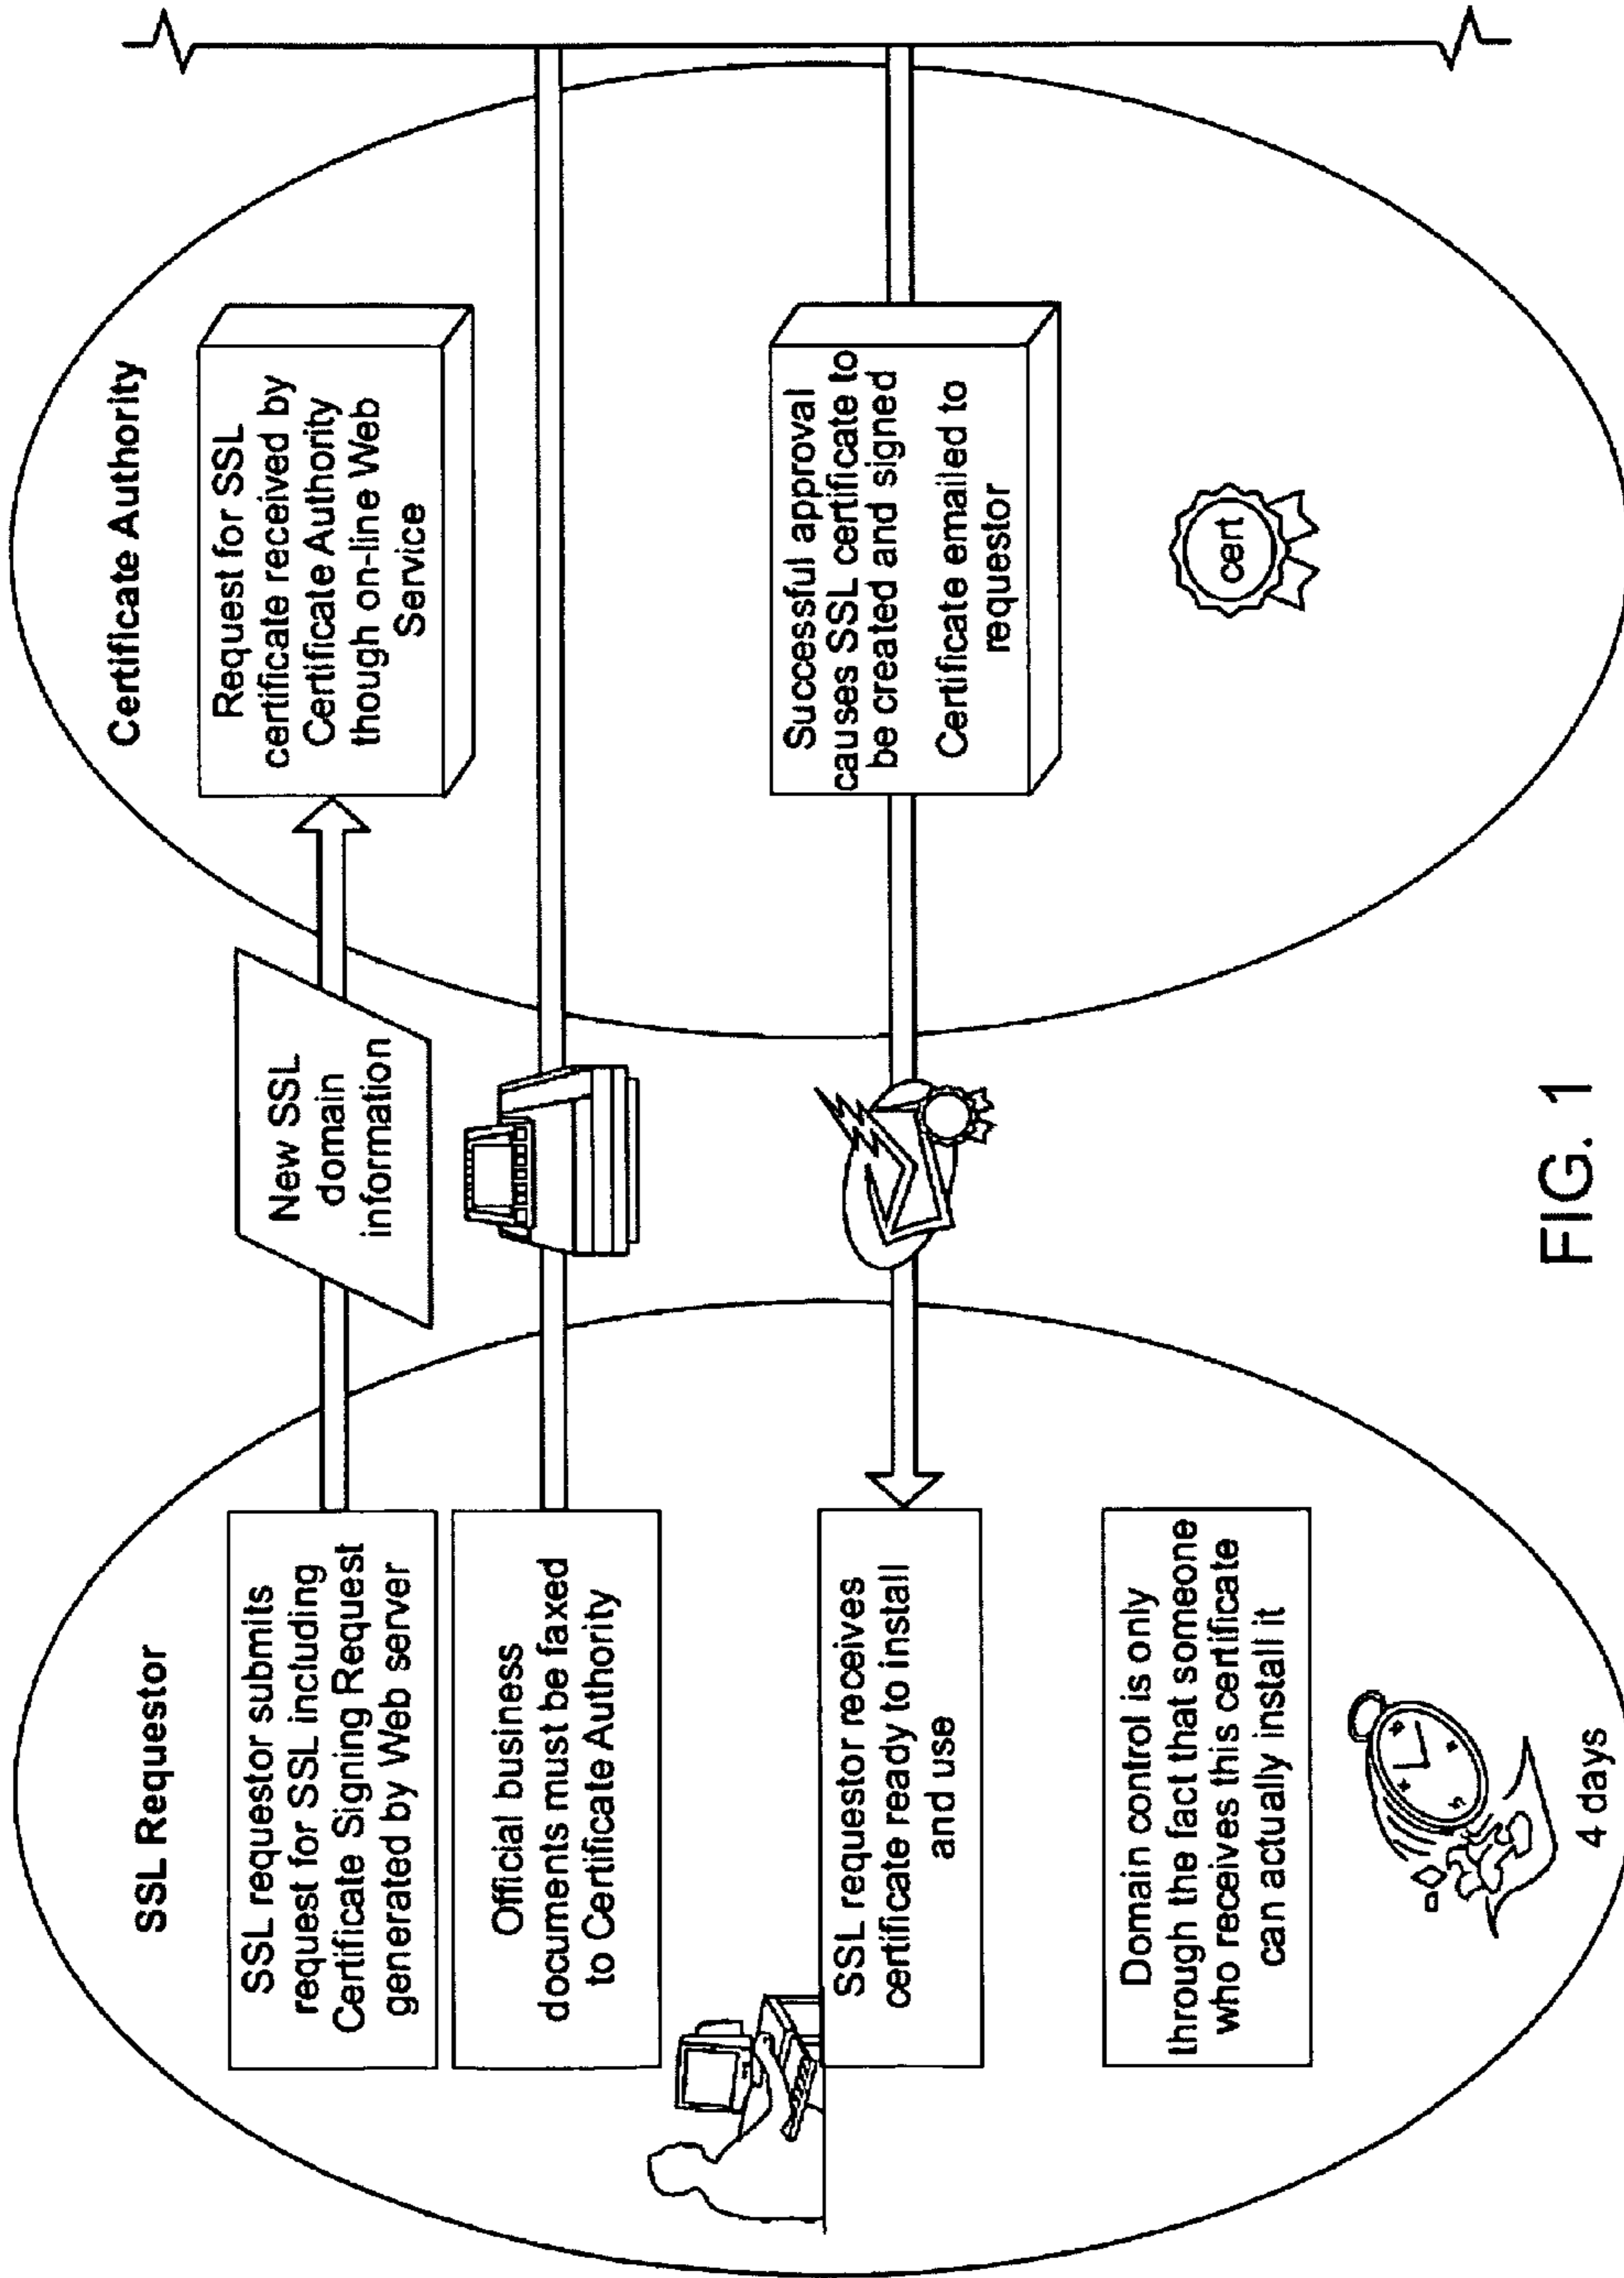 SSL Requestor
SSL requestor submits
request for SSL including
Certificate Signing Request
generated by Web server
Official business
documents must be faxed
to Certificate Authority
SSL requestor receives
certificate ready to install
and use
Domain control is only
through the fact that someone
who receives this certificate
can actually install it
4 days
New SSL
domain
information
Certificate Authority
Request for SSL
certificate received by
Certificate Authority
though on-line Web
Service
Successful approval
causes SSL certificate to
be created and signed
Certificate emailed to
requestor
cert
FIG. 1